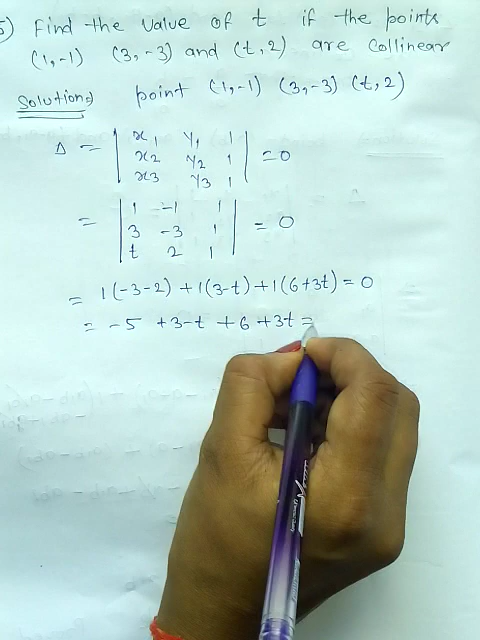 5) Find the value of t if the points
(1,-1) (3,-3) and (t,2) are Collinear
Solution⇒ point (1,-1) (3,-3) (t,2)
Δ = | x1 y1 1 |
| x2 y2 1 | = 0
| x3 y3 1 |
= | 1 -1 1 |
| 3 -3 1 | = 0
| t 2 1 |
= 1(-3-2) + 1(3-t) + 1(6+3t) = 0
= -5 +3-t +6 +3t =